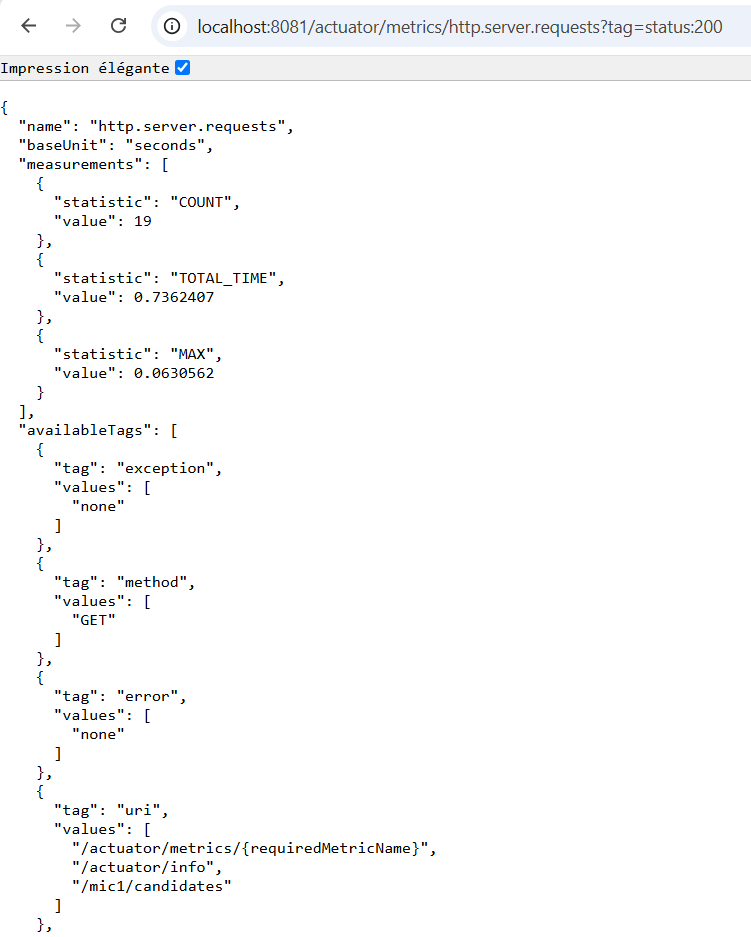 localhost:8081/actuator/metrics/http.server.requests?tag=status:200
Impression élégante
{
  "name": "http.server.requests",
  "baseUnit": "seconds",
  "measurements": [
    {
      "statistic": "COUNT",
      "value": 19
    },
    {
      "statistic": "TOTAL_TIME",
      "value": 0.7362407
    },
    {
      "statistic": "MAX",
      "value": 0.0630562
    }
  ],
  "availableTags": [
    {
      "tag": "exception",
      "values": [
        "none"
      ]
    },
    {
      "tag": "method",
      "values": [
        "GET"
      ]
    },
    {
      "tag": "error",
      "values": [
        "none"
      ]
    },
    {
      "tag": "uri",
      "values": [
        "/actuator/metrics/{requiredMetricName}",
        "/actuator/info",
        "/mic1/candidates"
      ]
    },